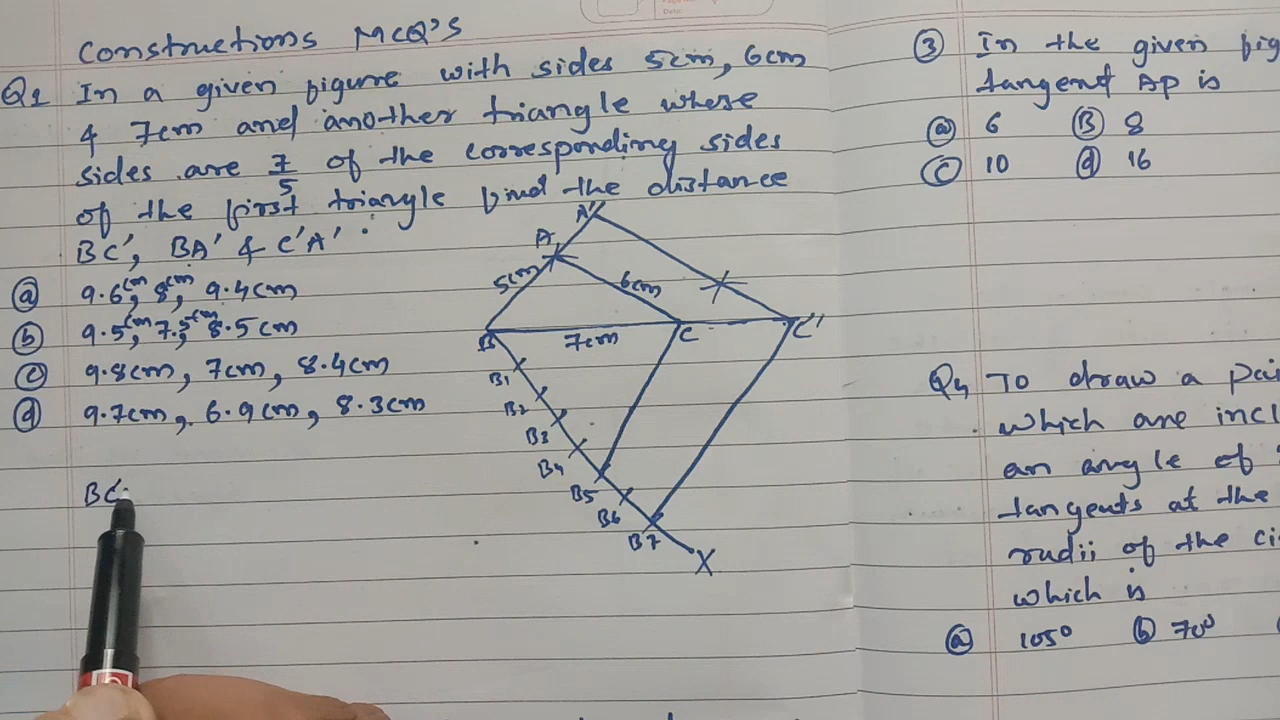 Constructions MCQ'S
Q1 In a given figure with sides 5cm, 6cm
& 7cm and another triangle whose
sides are 7/5 of the corresponding sides
of the first triangle find the distance
BC', BA' & C'A'.
(a) 9.6cm, 8cm, 9.4cm
(b) 9.5cm, 7.5cm, 8.5cm
(c) 9.8cm, 7cm, 8.4cm
(d) 9.7cm, 6.9cm, 8.3cm
A'
A
5cm
6cm
B
7cm
C
C'
B1
B2
B3
B4
B5
B6
B7
X
BC'
(3) In the given fig
tangent AP is
(a) 6 (B) 8
(c) 10 (d) 16
Q4 To draw a pai
which are incl
an angle of
tangents at the
radii of the ci
which is
(a) 105° (b) 70°